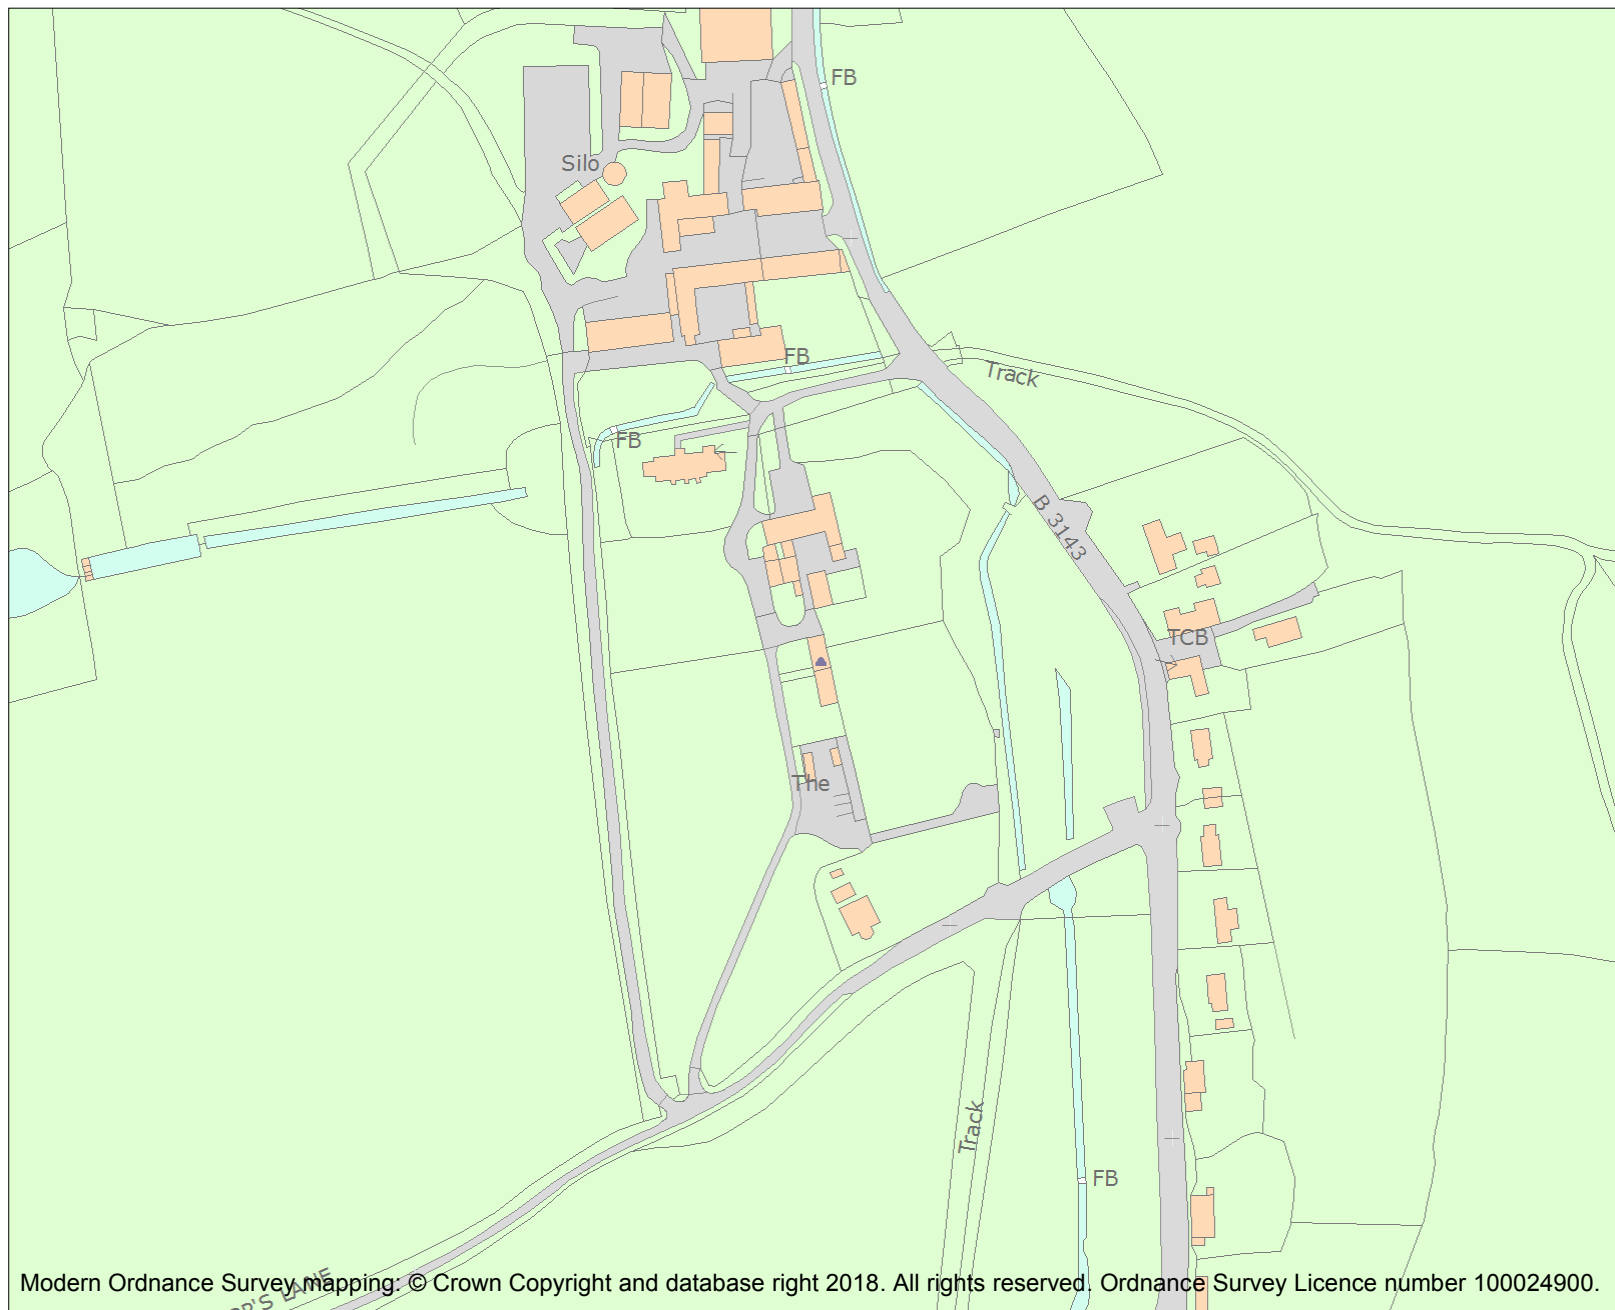 FB
Silo
FB
Track
FB
B 3143
TCB
The
Track
FB
LANE
Modern Ordnance Survey mapping: © Crown Copyright and database right 2018. All rights reserved. Ordnance Survey Licence number 100024900.